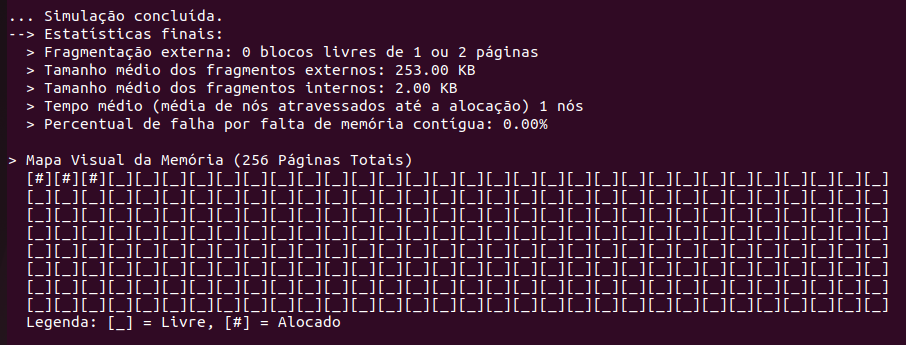 ... Simulação concluída.
--> Estatísticas finais:
> Fragmentação externa: 0 blocos livres de 1 ou 2 páginas
> Tamanho médio dos fragmentos externos: 253.00 KB
> Tamanho médio dos fragmentos internos: 2.00 KB
> Tempo médio (média de nós atravessados até a alocação) 1 nós
> Percentual de falha por falta de memória contígua: 0.00%
> Mapa Visual da Memória (256 Páginas Totais)
[#][#][#][_][_][_][_][_][_][_][_][_][_][_][_][_][_][_][_][_][_][_][_][_][_][_][_][_][_][_][_][_]
[_][_][_][_][_][_][_][_][_][_][_][_][_][_][_][_][_][_][_][_][_][_][_][_][_][_][_][_][_][_][_][_]
[_][_][_][_][_][_][_][_][_][_][_][_][_][_][_][_][_][_][_][_][_][_][_][_][_][_][_][_][_][_][_][_]
[_][_][_][_][_][_][_][_][_][_][_][_][_][_][_][_][_][_][_][_][_][_][_][_][_][_][_][_][_][_][_][_]
[_][_][_][_][_][_][_][_][_][_][_][_][_][_][_][_][_][_][_][_][_][_][_][_][_][_][_][_][_][_][_][_]
[_][_][_][_][_][_][_][_][_][_][_][_][_][_][_][_][_][_][_][_][_][_][_][_][_][_][_][_][_][_][_][_]
[_][_][_][_][_][_][_][_][_][_][_][_][_][_][_][_][_][_][_][_][_][_][_][_][_][_][_][_][_][_][_][_]
[_][_][_][_][_][_][_][_][_][_][_][_][_][_][_][_][_][_][_][_][_][_][_][_][_][_][_][_][_][_][_][_]
Legenda: [_] = Livre, [#] = Alocado